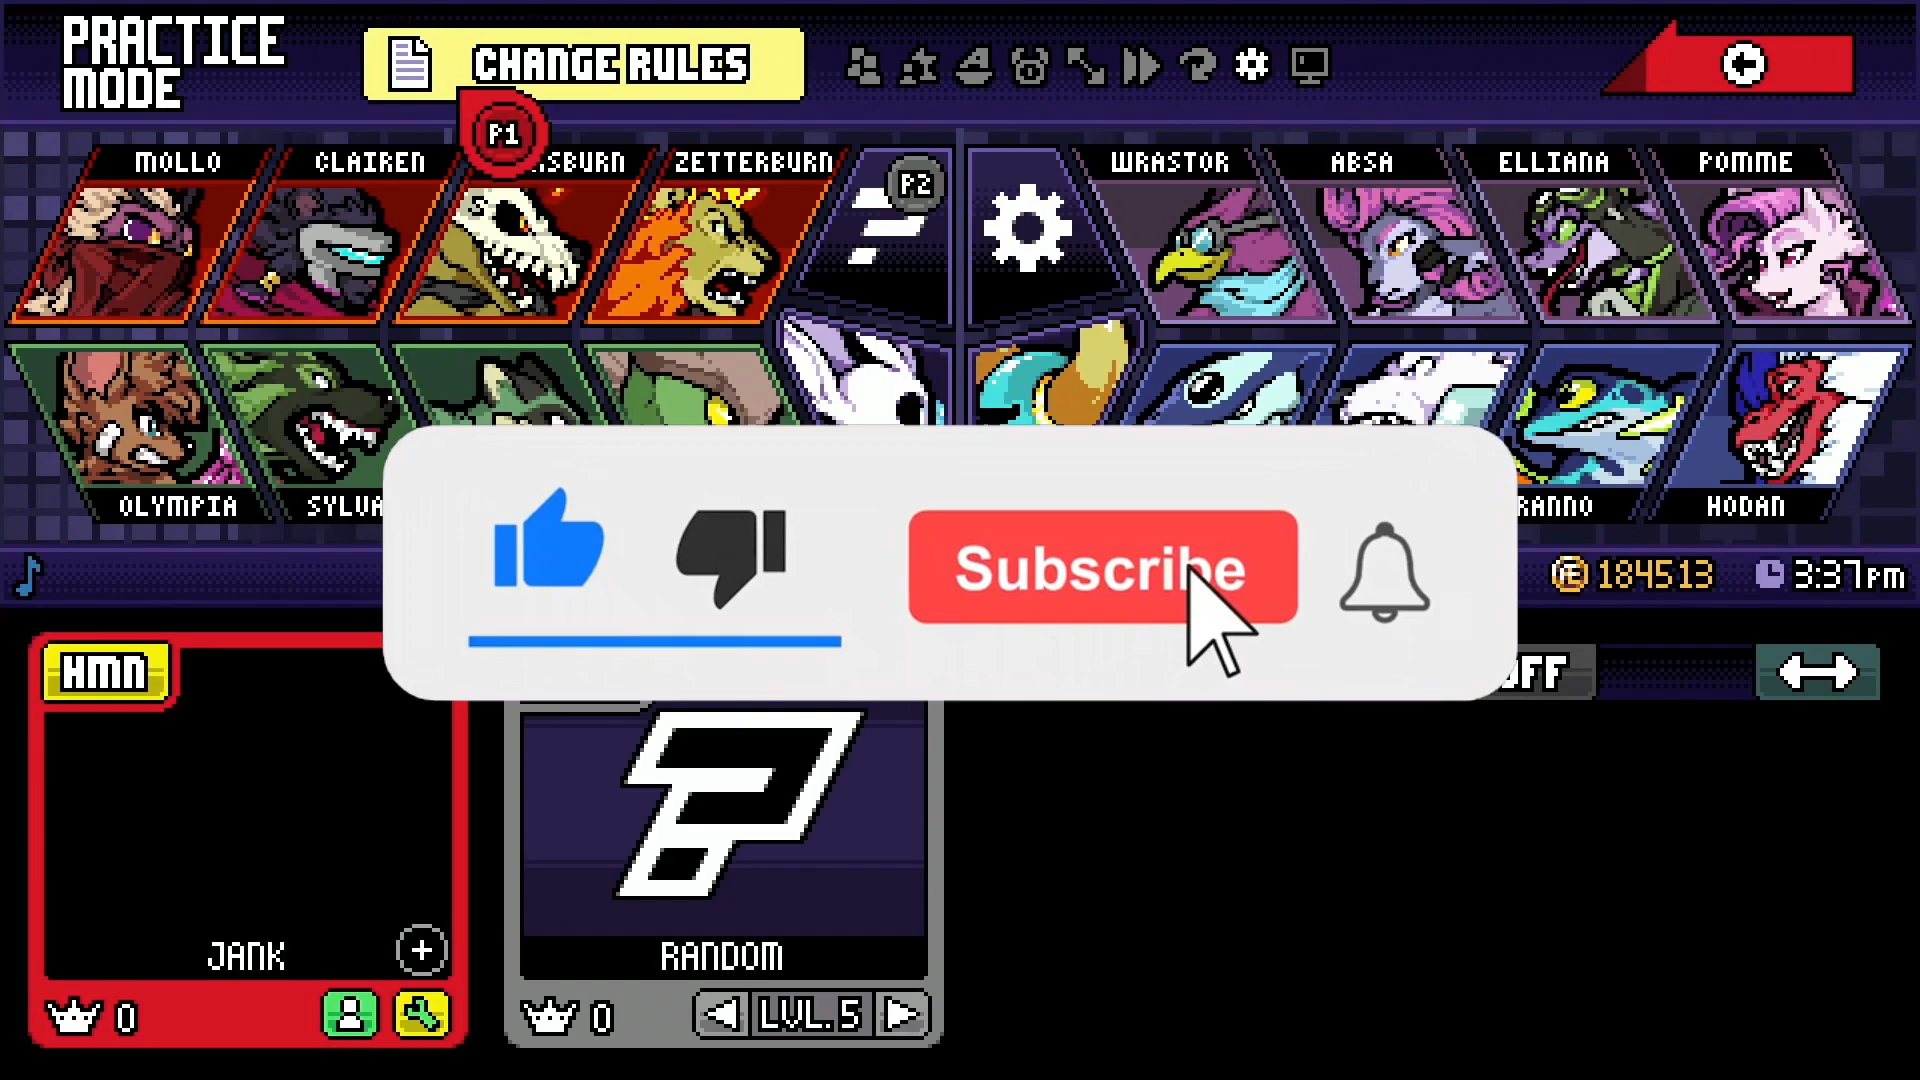 PRACTICE
MODE
CHANGE RULES
P1
P2
MOLLO
CLAIREN
ZETTERBURN
WRASTOR
ABSA
ELLIANA
POMME
OLYMPIA
RANNO
HODAN
Subscribe
184513
3:37PM
HMN
JANK
RANDOM
0
0
LVL.5